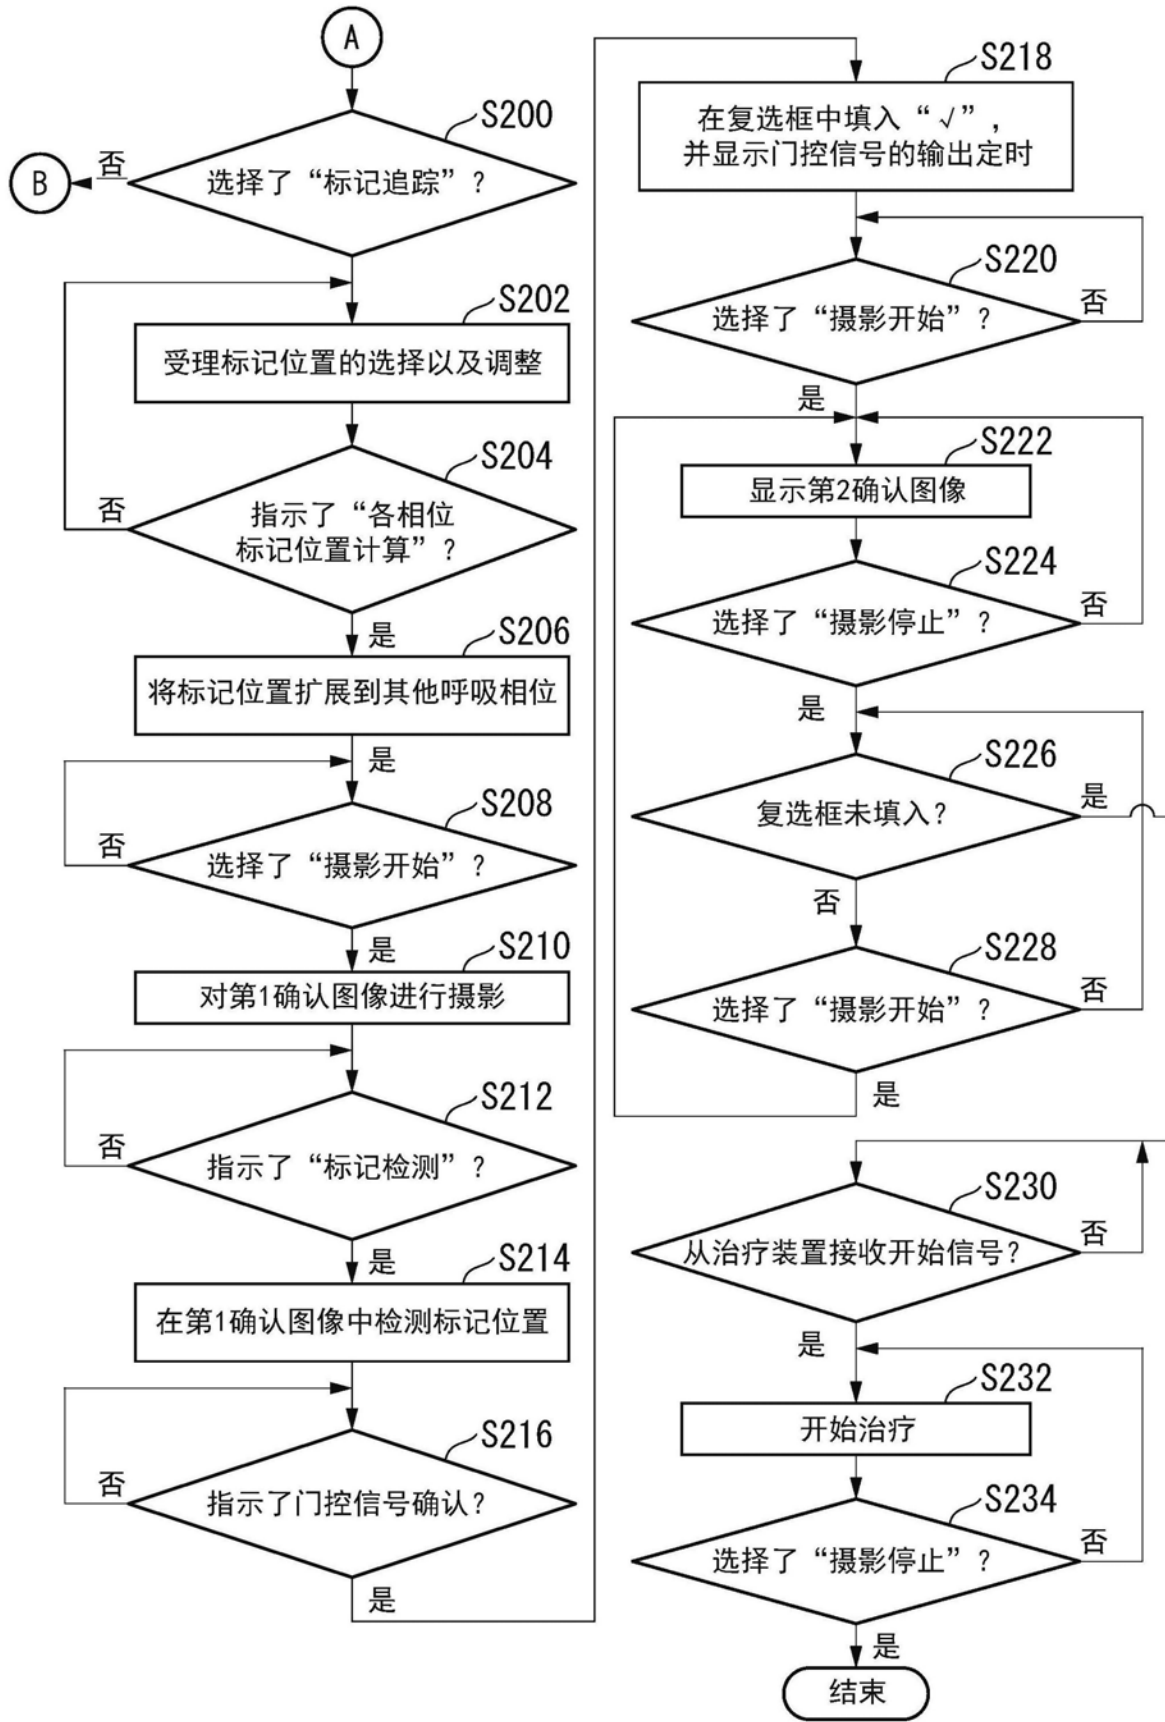 A
S200
选择了“标记追踪”？
否
B
S202
受理标记位置的选择以及调整
S204
指示了“各相位
标记位置计算”？
否
是
S206
将标记位置扩展到其他呼吸相位
是
S208
选择了“摄影开始”？
否
是
S210
对第1确认图像进行摄影
S212
指示了“标记检测”？
否
是
S214
在第1确认图像中检测标记位置
S216
指示了门控信号确认？
否
是
S218
在复选框中填入“√”，
并显示门控信号的输出定时
S220
选择了“摄影开始”？
否
是
S222
显示第2确认图像
S224
选择了“摄影停止”？
否
是
S226
复选框未填入？
是
否
S228
选择了“摄影开始”？
否
是
S230
从治疗装置接收开始信号？
否
是
S232
开始治疗
S234
选择了“摄影停止”？
否
是
结束